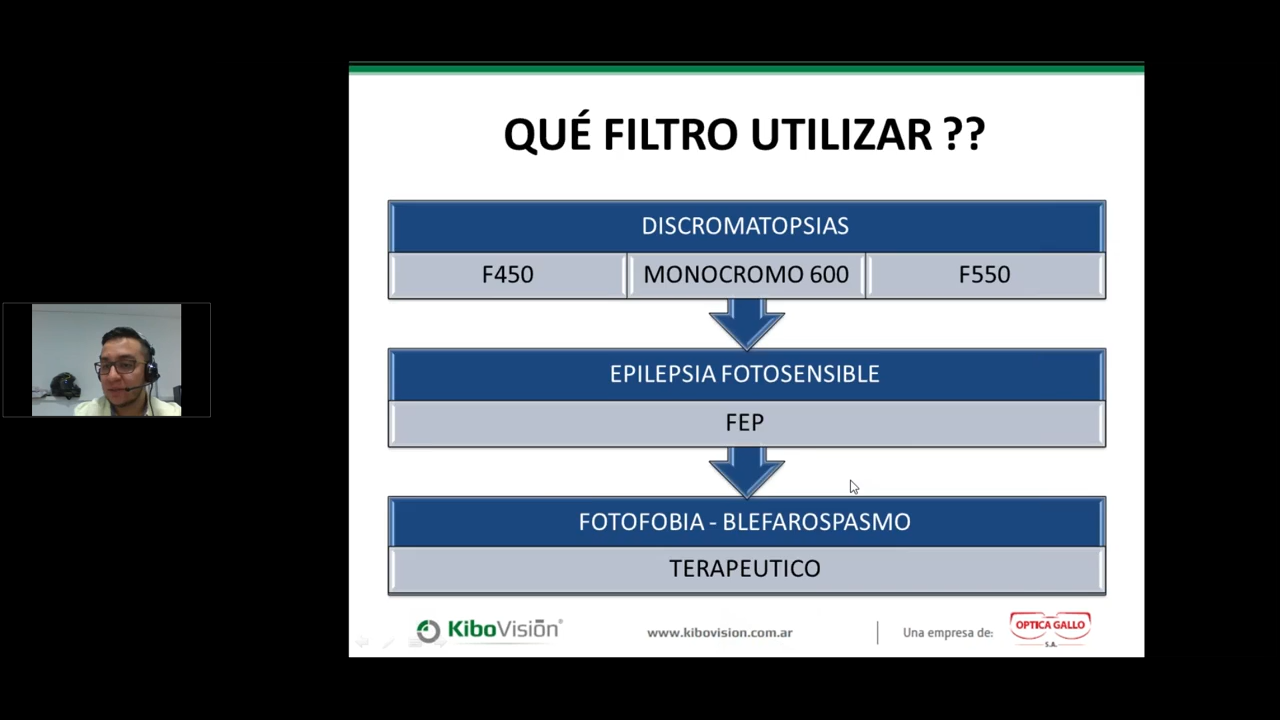 QUÉ FILTRO UTILIZAR ??
DISCROMATOPSIAS
F450 MONOCROMO 600 F550
EPILEPSIA FOTOSENSIBLE
FEP
FOTOFOBIA - BLEFAROSPASMO
TERAPEUTICO
KiboVisión® www.kibovision.com.ar Una empresa de: OPTICA GALLO
S.A.